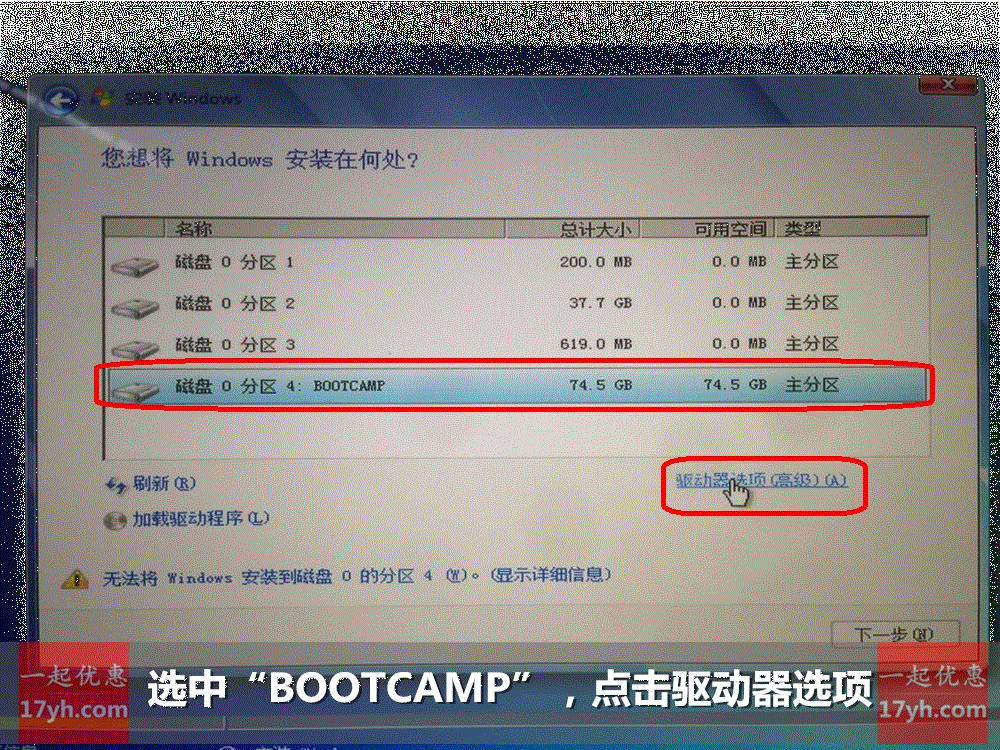 安装 Windows
您想将 Windows 安装在何处?
名称 总计大小 可用空间 类型
磁盘 0 分区 1 200.0 MB 0.0 MB 主分区
磁盘 0 分区 2 37.7 GB 0.0 MB 主分区
磁盘 0 分区 3 619.0 MB 0.0 MB 主分区
磁盘 0 分区 4: BOOTCAMP 74.5 GB 74.5 GB 主分区
刷新(R)
驱动器选项(高级)(A)
加载驱动程序(L)
无法将 Windows 安装到磁盘 0 的分区 4 (W)。(显示详细信息)
下一步(N)
一起优惠
17yh.com
选中“BOOTCAMP”，点击驱动器选项
一起优惠
17yh.com